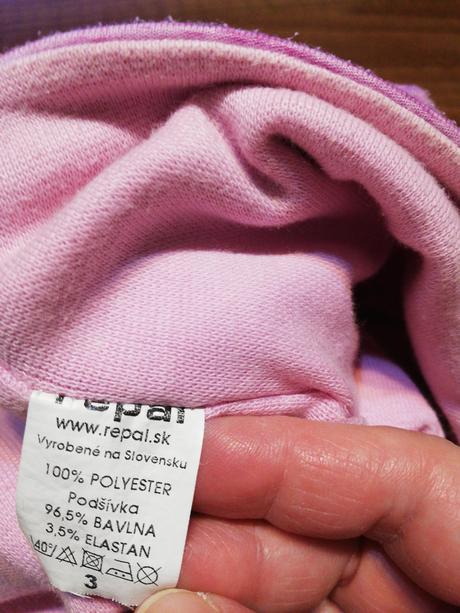 repal
www.repal.sk
Vyrobené na Slovensku
100% POLYESTER
Podšívka
96,5% BAVLNA
3,5% ELASTAN
40°
3